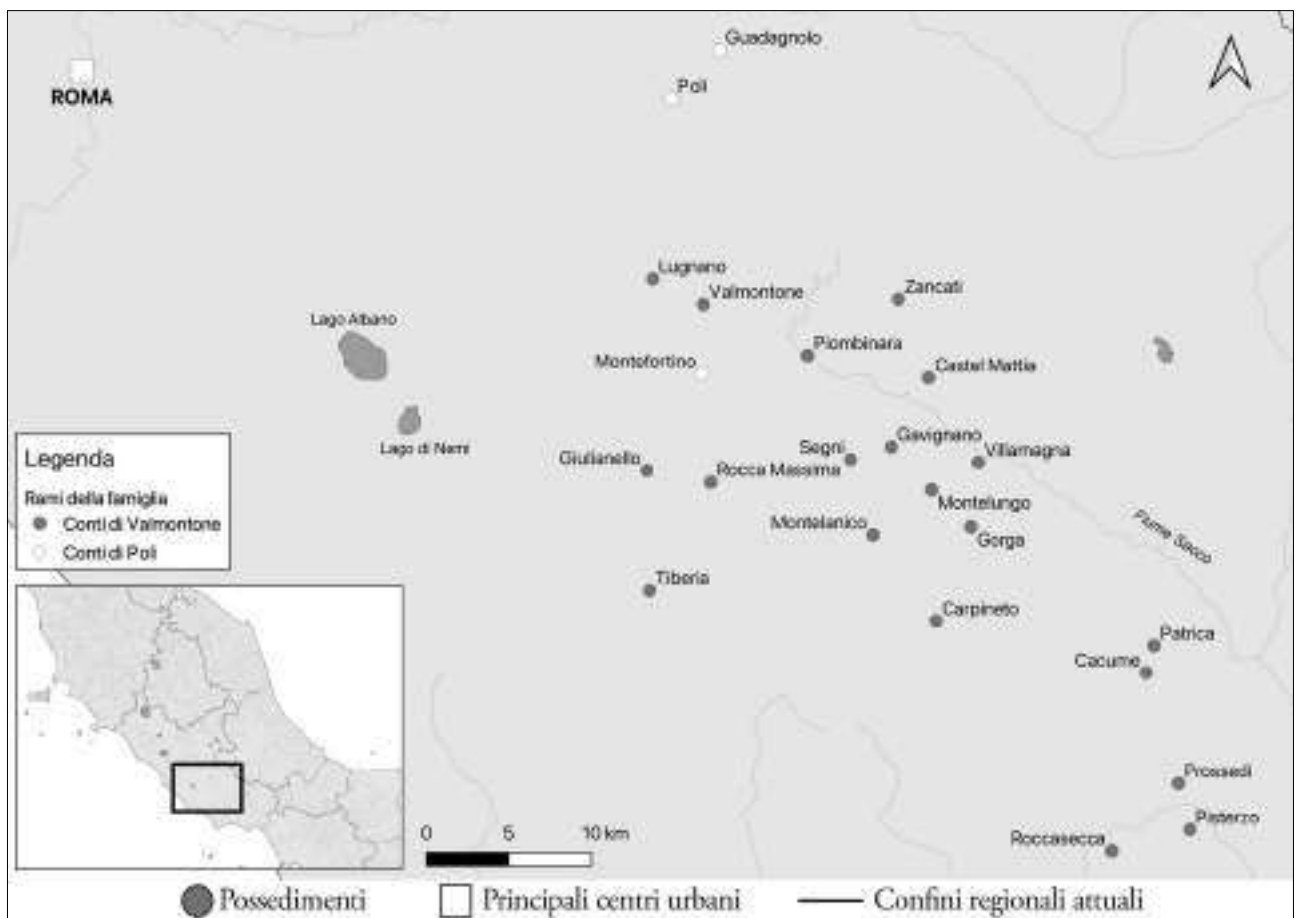 Guadagnolo
ROMA
Poli
Lugnano
Valmontone
Zancati
Lago Albano
Piombinara
Montefortino
Castel Mattia
Lago di Nemi
Gavignano
Segni
Villamagna
Giulianello
Rocca Massima
Montelungo
Montelanico
Gorga
Fiume Sacco
Tiberia
Carpineto
Patrica
Cacume
Prossedi
Pisterzo
Roccasecca
Legenda
Rami della famiglia
Conti di Valmontone
Conti di Poli
0 5 10 km
Possedimenti Principali centri urbani Confini regionali attuali